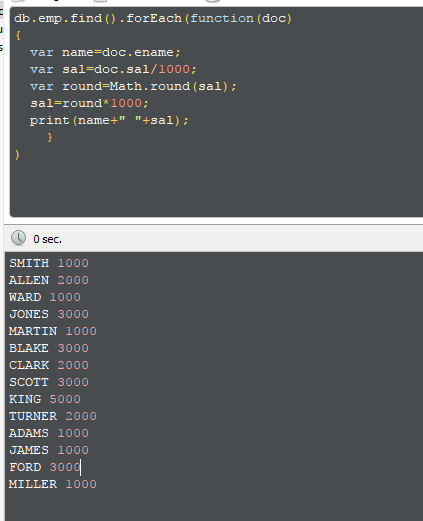 db.emp.find().forEach(function(doc)
{
var name=doc.ename;
var sal=doc.sal/1000;
var round=Math.round(sal);
sal=round*1000;
print(name+" "+sal);
}
)
0 sec.
SMITH 1000
ALLEN 2000
WARD 1000
JONES 3000
MARTIN 1000
BLAKE 3000
CLARK 2000
SCOTT 3000
KING 5000
TURNER 2000
ADAMS 1000
JAMES 1000
FORD 3000
MILLER 1000